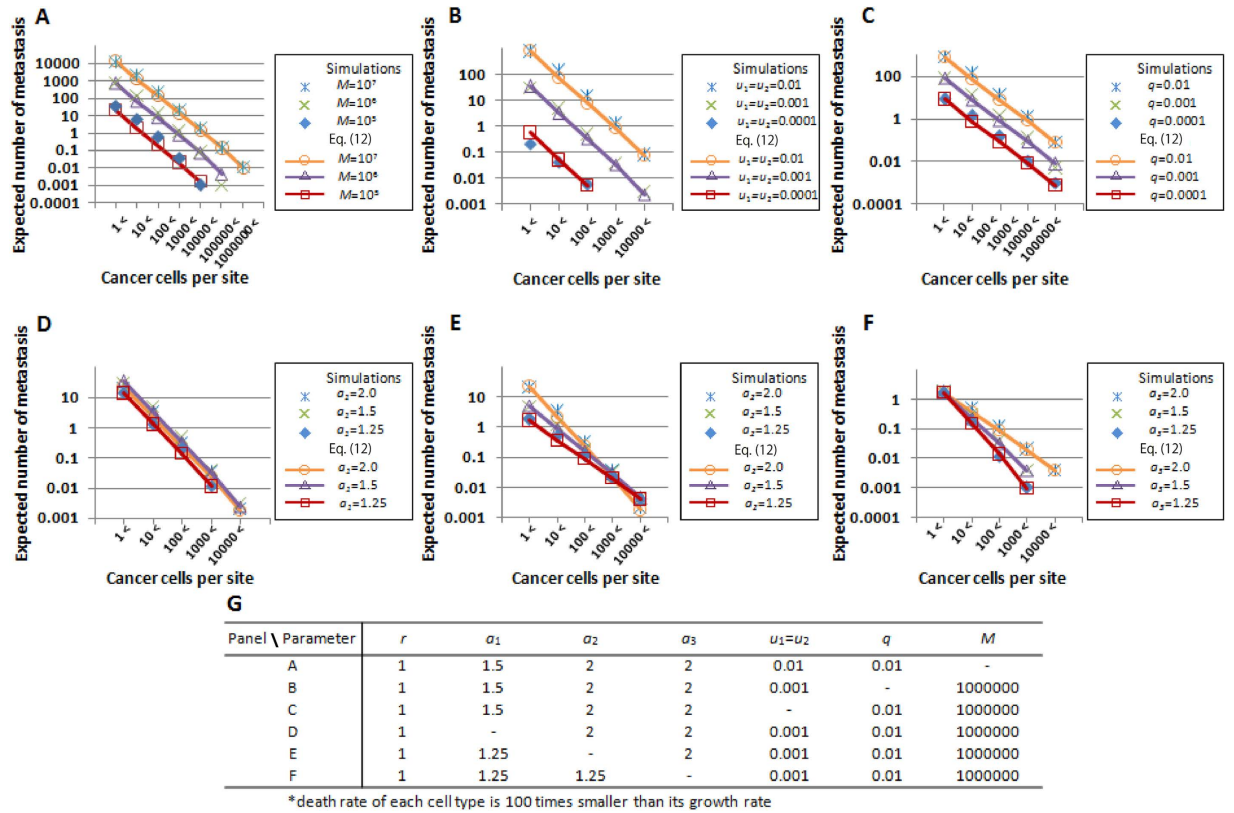 A
Expected number of metastasis
10000
1000
100
10
1
0.1
0.01
0.001
0.0001
1<
10<
100<
1000<
10000<
100000<
1000000<
Cancer cells per site
Simulations
M=10⁷
M=10⁶
M=10⁵
Eq. (12)
M=10⁷
M=10⁶
M=10⁵
B
Expected number of metastasis
100
10
1
0.1
0.01
0.001
1<
10<
100<
1000<
10000<
Cancer cells per site
Simulations
u₁=u₂=0.01
u₁=u₂=0.001
u₁=u₂=0.0001
Eq. (12)
u₁=u₂=0.01
u₁=u₂=0.001
u₁=u₂=0.0001
C
Expected number of metastasis
100
1
0.01
0.0001
1<
10<
100<
1000<
10000<
100000<
Cancer cells per site
Simulations
q=0.01
q=0.001
q=0.0001
Eq. (12)
q=0.01
q=0.001
q=0.0001
D
Expected number of metastasis
10
1
0.1
0.01
0.001
1<
10<
100<
1000<
10000<
Cancer cells per site
Simulations
=2.0
=1.5
=1.25
Eq. (12)
=2.0
=1.5
=1.25
E
Expected number of metastasis
100
10
1
0.1
0.01
0.001
1<
10<
100<
1000<
10000<
Cancer cells per site
Simulations
a₂=2.0
a₂=1.5
a₂=1.25
Eq. (12)
a₂=2.0
a₂=1.5
a₂=1.25
F
Expected number of metastasis
1
0.1
0.01
0.001
0.0001
1<
10<
100<
1000<
10000<
Cancer cells per site
Simulations
a₃=2.0
a₃=1.5
a₃=1.25
Eq. (12)
a₃=2.0
a₃=1.5
a₃=1.25
G
Panel \ Parameter r a₁ a₂ a₃ u₁=u₂ q M
A 1 1.5 2 2 0.01 0.01 -
B 1 1.5 2 2 0.001 - 1000000
C 1 1.5 2 2 - 0.01 1000000
D 1 - 2 2 0.001 0.01 1000000
E 1 1.25 - 2 0.001 0.01 1000000
F 1 1.25 1.25 - 0.001 0.01 1000000
*death rate of each cell type is 100 times smaller than its growth rate